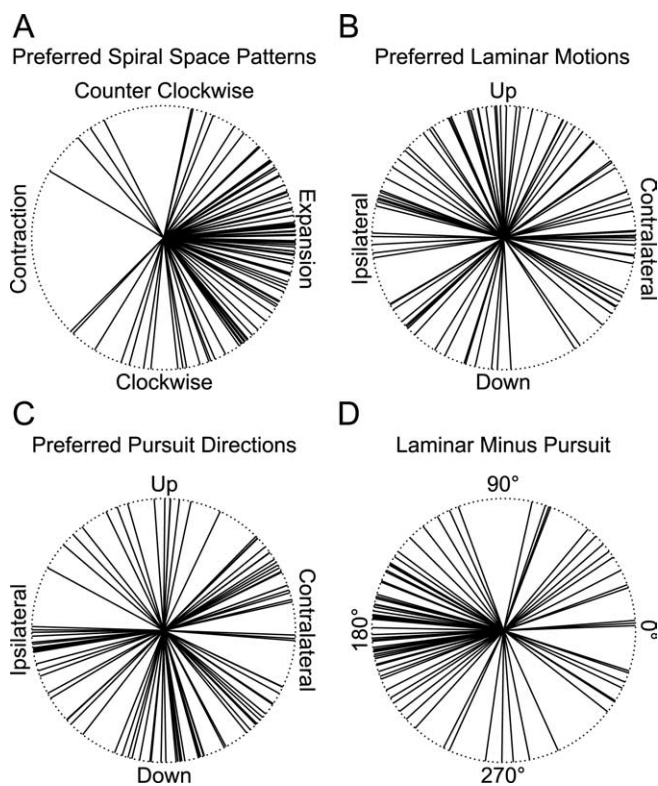 A
Preferred Spiral Space Patterns
Counter Clockwise
Contraction
Expansion
Clockwise
B
Preferred Laminar Motions
Up
Ipsilateral
Contralateral
Down
C
Preferred Pursuit Directions
Up
Ipsilateral
Contralateral
Down
D
Laminar Minus Pursuit
90°
180°
0°
270°